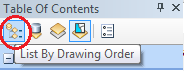 Table Of Contents
List By Drawing Order